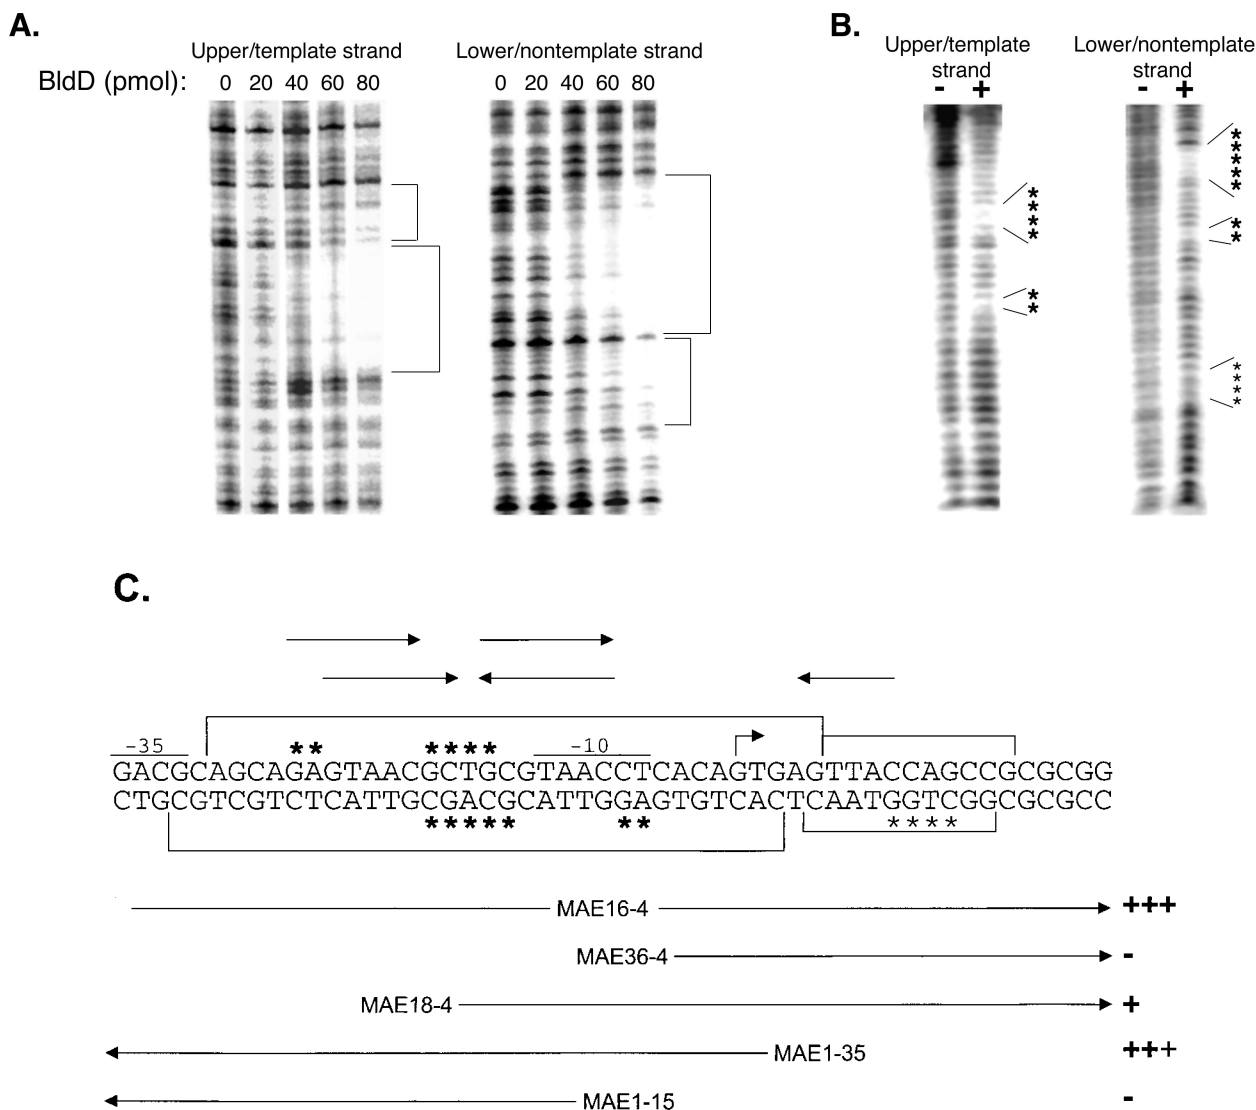 A.
Upper/template strand
Lower/nontemplate strand
BldD (pmol): 0 20 40 60 80
0 20 40 60 80
B.
Upper/template
strand
Lower/nontemplate
strand
- +
- +
****
**
*****
**
****
C.
-35 ** **** -10
GACGCAGCAGAGTAACGCTGCGTAACCTCACAGTGAGTTACCAGCCGCGCGG
CTGCGTCGTCTCATTGCGACGCATTGGAGTGTCACTCAATGGTCGGCGCGCC
***** ** ****
MAE16-4 +++
MAE36-4 -
MAE18-4 +
MAE1-35 +++
MAE1-15 -